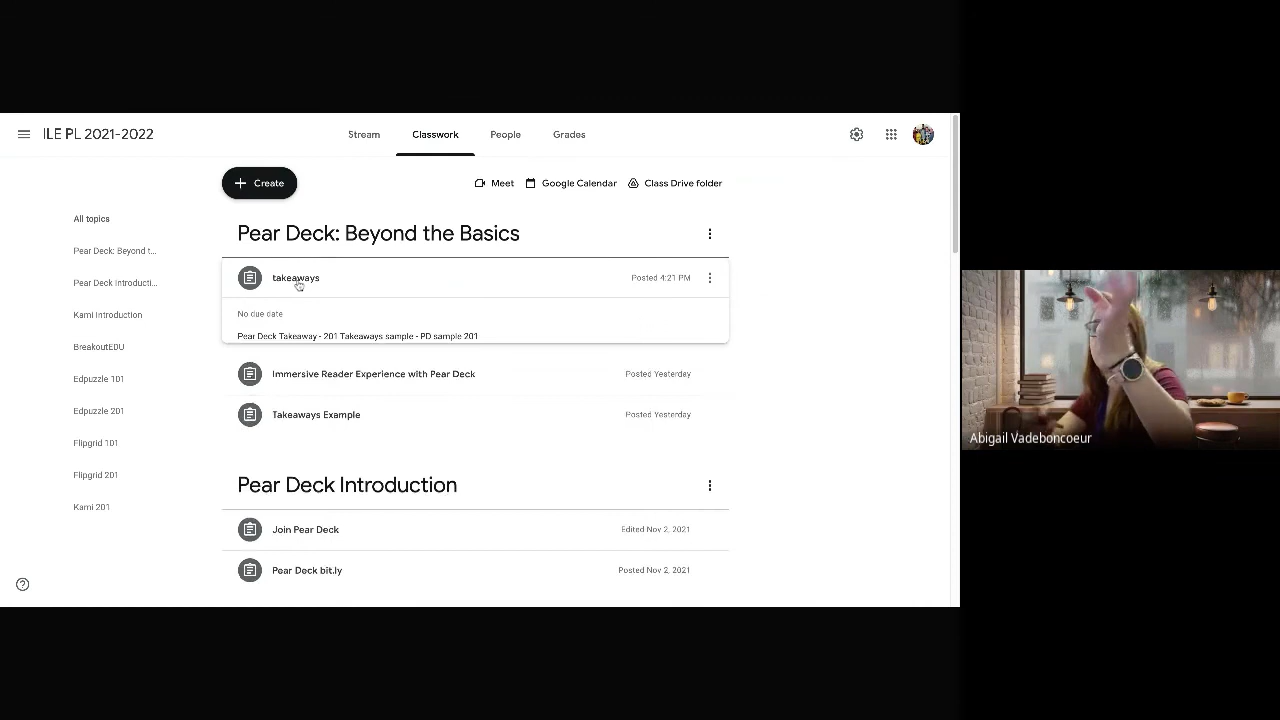 ILE PL 2021-2022
Stream
Classwork
People
Grades
Create
Meet
Google Calendar
Class Drive folder
All topics
Pear Deck: Beyond t...
Pear Deck Introducti...
Kami Introduction
BreakoutEDU
Edpuzzle 101
Edpuzzle 201
Flipgrid 101
Flipgrid 201
Kami 201
Pear Deck: Beyond the Basics
takeaways
Posted 4:21 PM
No due date
Pear Deck Takeaway - 201 Takeaways sample - PD sample 201
Immersive Reader Experience with Pear Deck
Posted Yesterday
Takeaways Example
Posted Yesterday
Pear Deck Introduction
Join Pear Deck
Edited Nov 2, 2021
Pear Deck bit.ly
Posted Nov 2, 2021
Abigail Vadeboncoeur